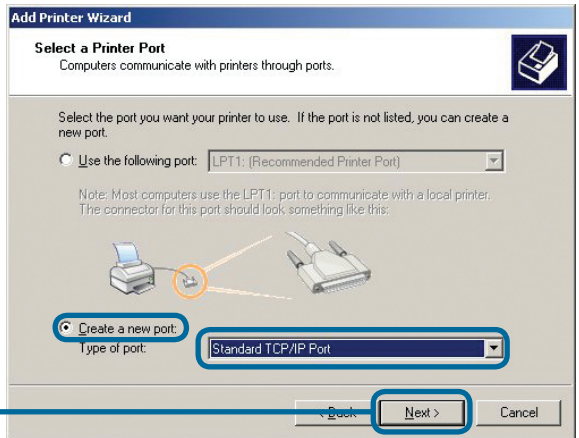 Add Printer Wizard
Select a Printer Port
Computers communicate with printers through ports.
Select the port you want your printer to use. If the port is not listed, you can create a
new port.
Use the following port: LPT1: (Recommended Printer Port)
Note: Most computers use the LPT1: port to communicate with a local printer.
The connector for this port should look something like this:
Create a new port:
Type of port: Standard TCP/IP Port
< Back Next > Cancel